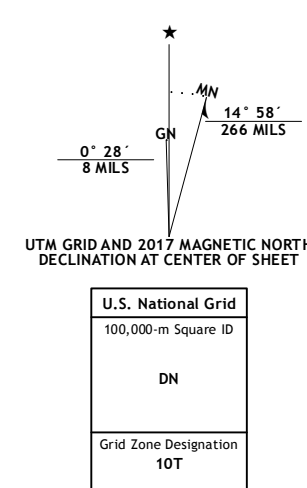 ★
MN
GN
14° 58´
266 MILS
0° 28´
8 MILS
UTM GRID AND 2017 MAGNETIC NORTH
DECLINATION AT CENTER OF SHEET
U.S. National Grid
100,000-m Square ID
DN
Grid Zone Designation
10T